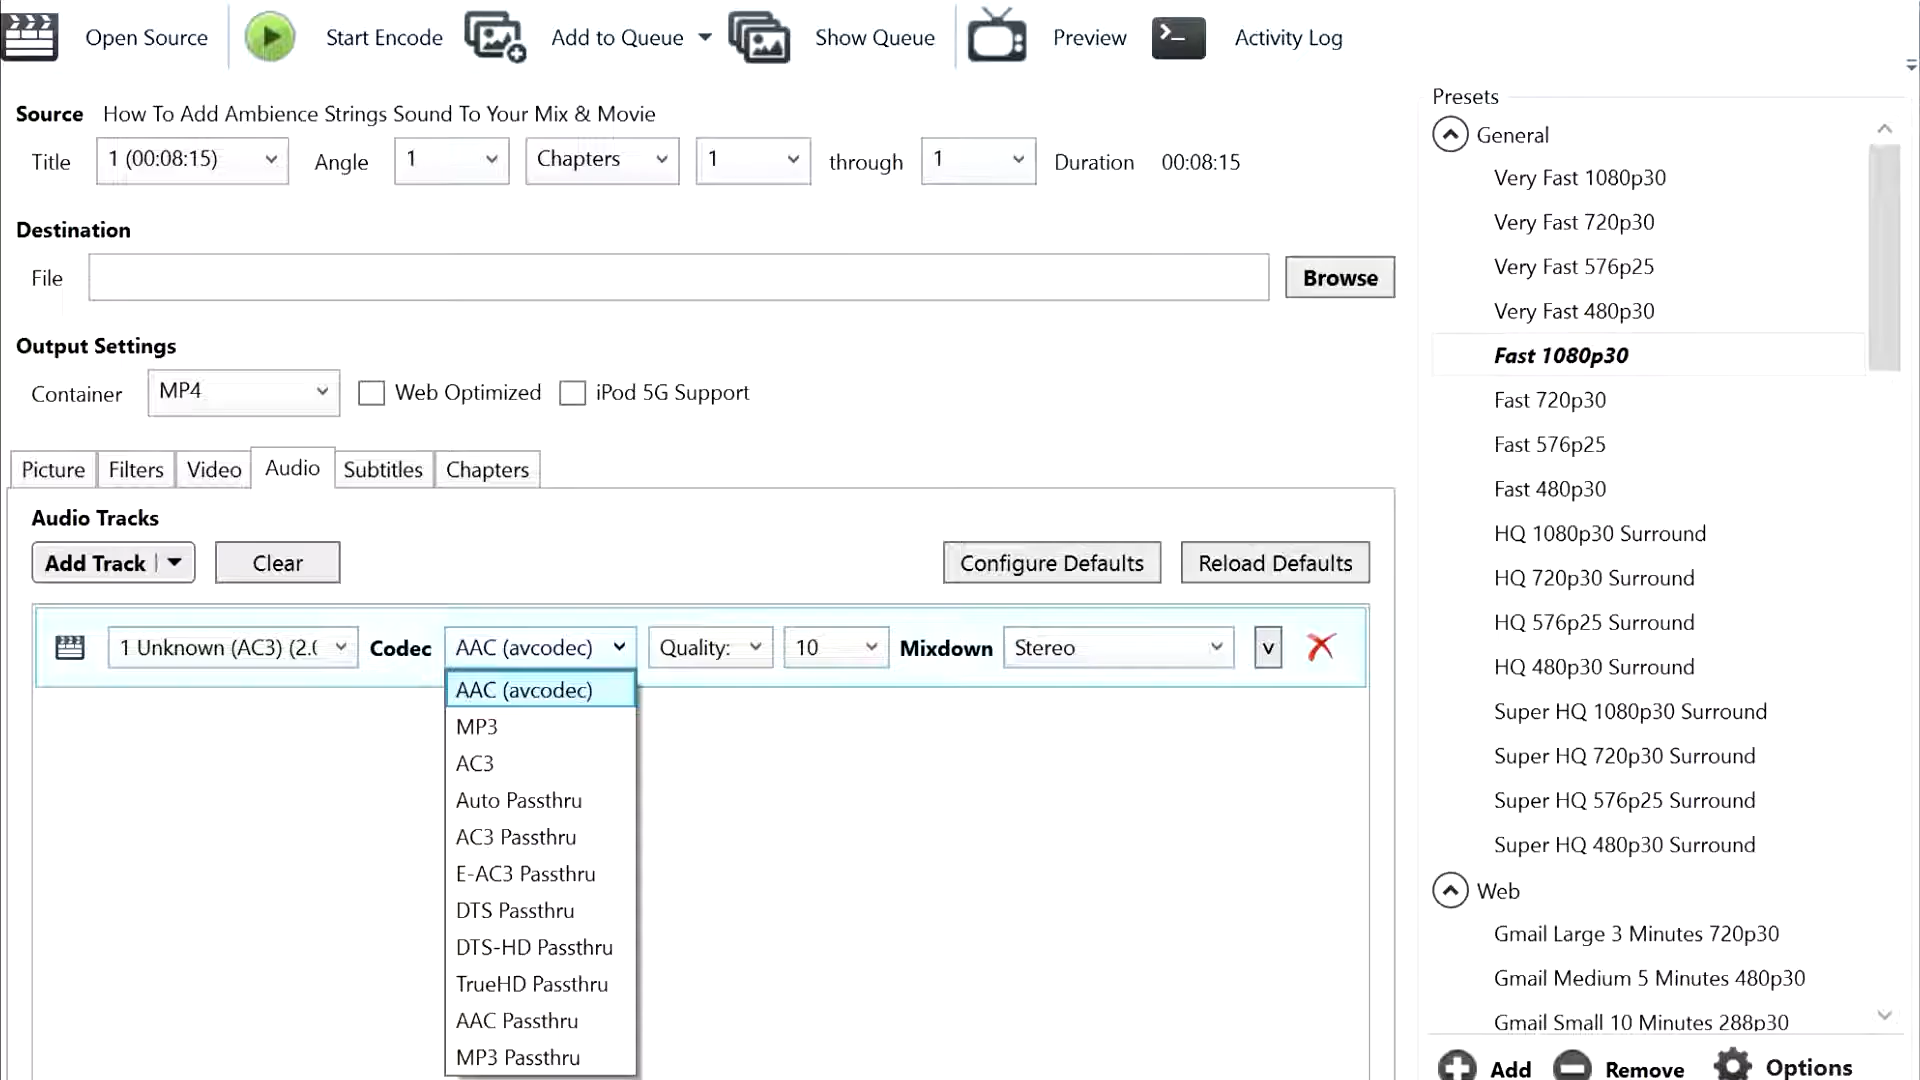 Open Source Start Encode Add to Queue Show Queue Preview Activity Log
Source How To Add Ambience Strings Sound To Your Mix & Movie
Title 1 (00:08:15) Angle 1 Chapters 1 through 1 Duration 00:08:15
Destination
File Browse
Output Settings
Container MP4 Web Optimized iPod 5G Support
Picture Filters Video Audio Subtitles Chapters
Audio Tracks
Add Track Clear Configure Defaults Reload Defaults
1 Unknown (AC3) (2.( Codec AAC (avcodec) Quality: 10 Mixdown Stereo v
AAC (avcodec)
MP3
AC3
Auto Passthru
AC3 Passthru
E-AC3 Passthru
DTS Passthru
DTS-HD Passthru
TrueHD Passthru
AAC Passthru
MP3 Passthru
Presets
General
Very Fast 1080p30
Very Fast 720p30
Very Fast 576p25
Very Fast 480p30
Fast 1080p30
Fast 720p30
Fast 576p25
Fast 480p30
HQ 1080p30 Surround
HQ 720p30 Surround
HQ 576p25 Surround
HQ 480p30 Surround
Super HQ 1080p30 Surround
Super HQ 720p30 Surround
Super HQ 576p25 Surround
Super HQ 480p30 Surround
Web
Gmail Large 3 Minutes 720p30
Gmail Medium 5 Minutes 480p30
Gmail Small 10 Minutes 288p30
Add Remove Options